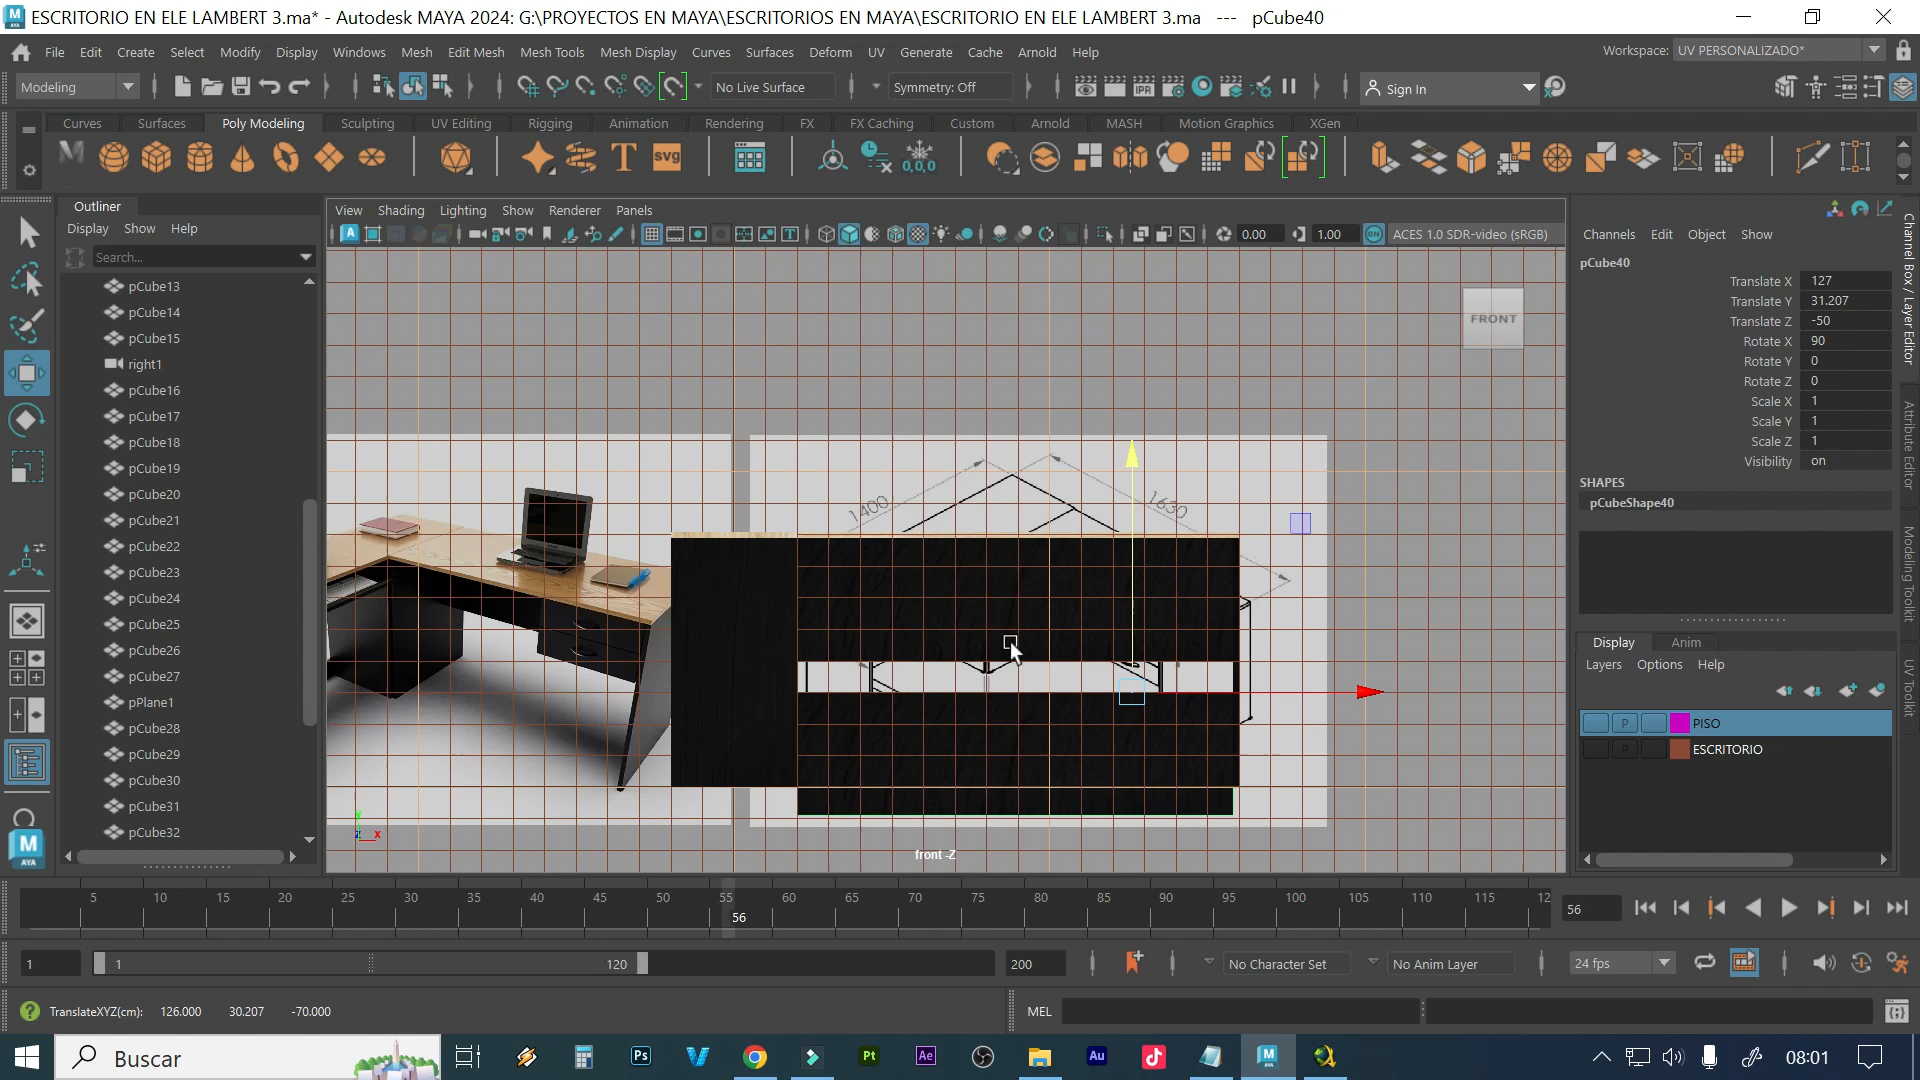 ESCRITORIO EN ELE LAMBERT 3.ma* - Autodesk MAYA 2024: G:\PROYECTOS EN MAYA\ESCRITORIOS EN MAYA\ESCRITORIO EN ELE LAMBERT 3.ma --- pCube40
File Edit Create Select Modify Display Windows Mesh Edit Mesh Mesh Tools Mesh Display Curves Surfaces Deform UV Generate Cache Arnold Help
Workspace: UV PERSONALIZADO*
Modeling
No Live Surface
Symmetry: Off
Sign In
Curves Surfaces Poly Modeling Sculpting UV Editing Rigging Animation Rendering FX FX Caching Custom Arnold MASH Motion Graphics XGen
Outliner
Display Show Help
Search...
pCube13
pCube14
pCube15
right1
pCube16
pCube17
pCube18
pCube19
pCube20
pCube21
pCube22
pCube23
pCube24
pCube25
pCube26
pCube27
pPlane1
pCube28
pCube29
pCube30
pCube31
pCube32
View Shading Lighting Show Renderer Panels
0.00
1.00
ACES 1.0 SDR-video (sRGB)
FRONT
1400
1630
front -Z
Channels Edit Object Show
pCube40
Translate X 127
Translate Y 31.207
Translate Z -50
Rotate X 90
Rotate Y 0
Rotate Z 0
Scale X 1
Scale Y 1
Scale Z 1
Visibility on
SHAPES
pCubeShape40
Display Anim
Layers Options Help
P PISO
P ESCRITORIO
Channel Box / Layer Editor
Attribute Editor
Modeling Toolkit
UV Toolkit
5 10 15 20 25 30 35 40 45 50 55 60 65 70 75 80 85 90 95 100 105 110 115 12
56
56
1
1
120
200
No Character Set
No Anim Layer
24 fps
TranslateXYZ(cm): 126.000 30.207 -70.000
MEL
Buscar
08:01